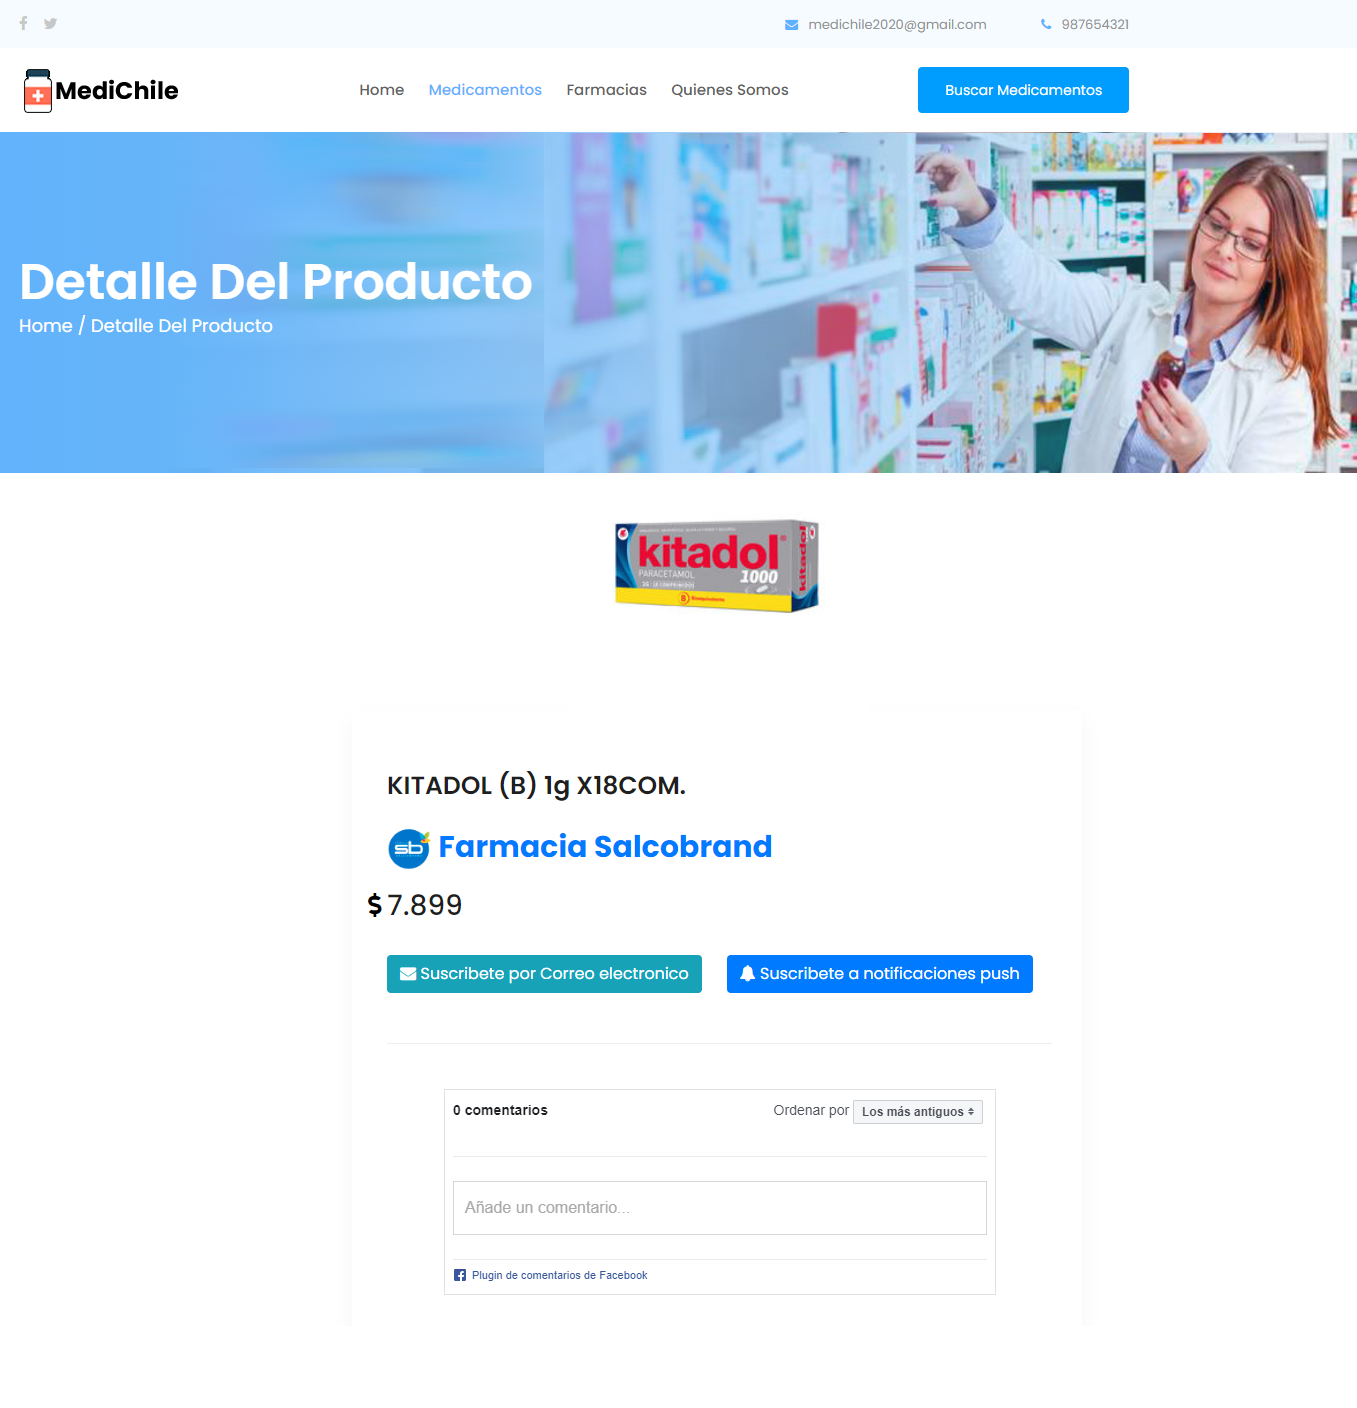 medichile2020@gmail.com
987654321
MediChile
Home
Medicamentos
Farmacias
Quienes Somos
Buscar Medicamentos
Detalle Del Producto
Home / Detalle Del Producto
kitadol®
kitadol
PARACETAMOL
1000
B Bioequivalente
KITADOL (B) 1g X18COM.
sb Farmacia Salcobrand
$ 7.899
Suscribete por Correo electronico
Suscribete a notificaciones push
0 comentarios
Ordenar por Los más antiguos
Añade un comentario...
Plugin de comentarios de Facebook